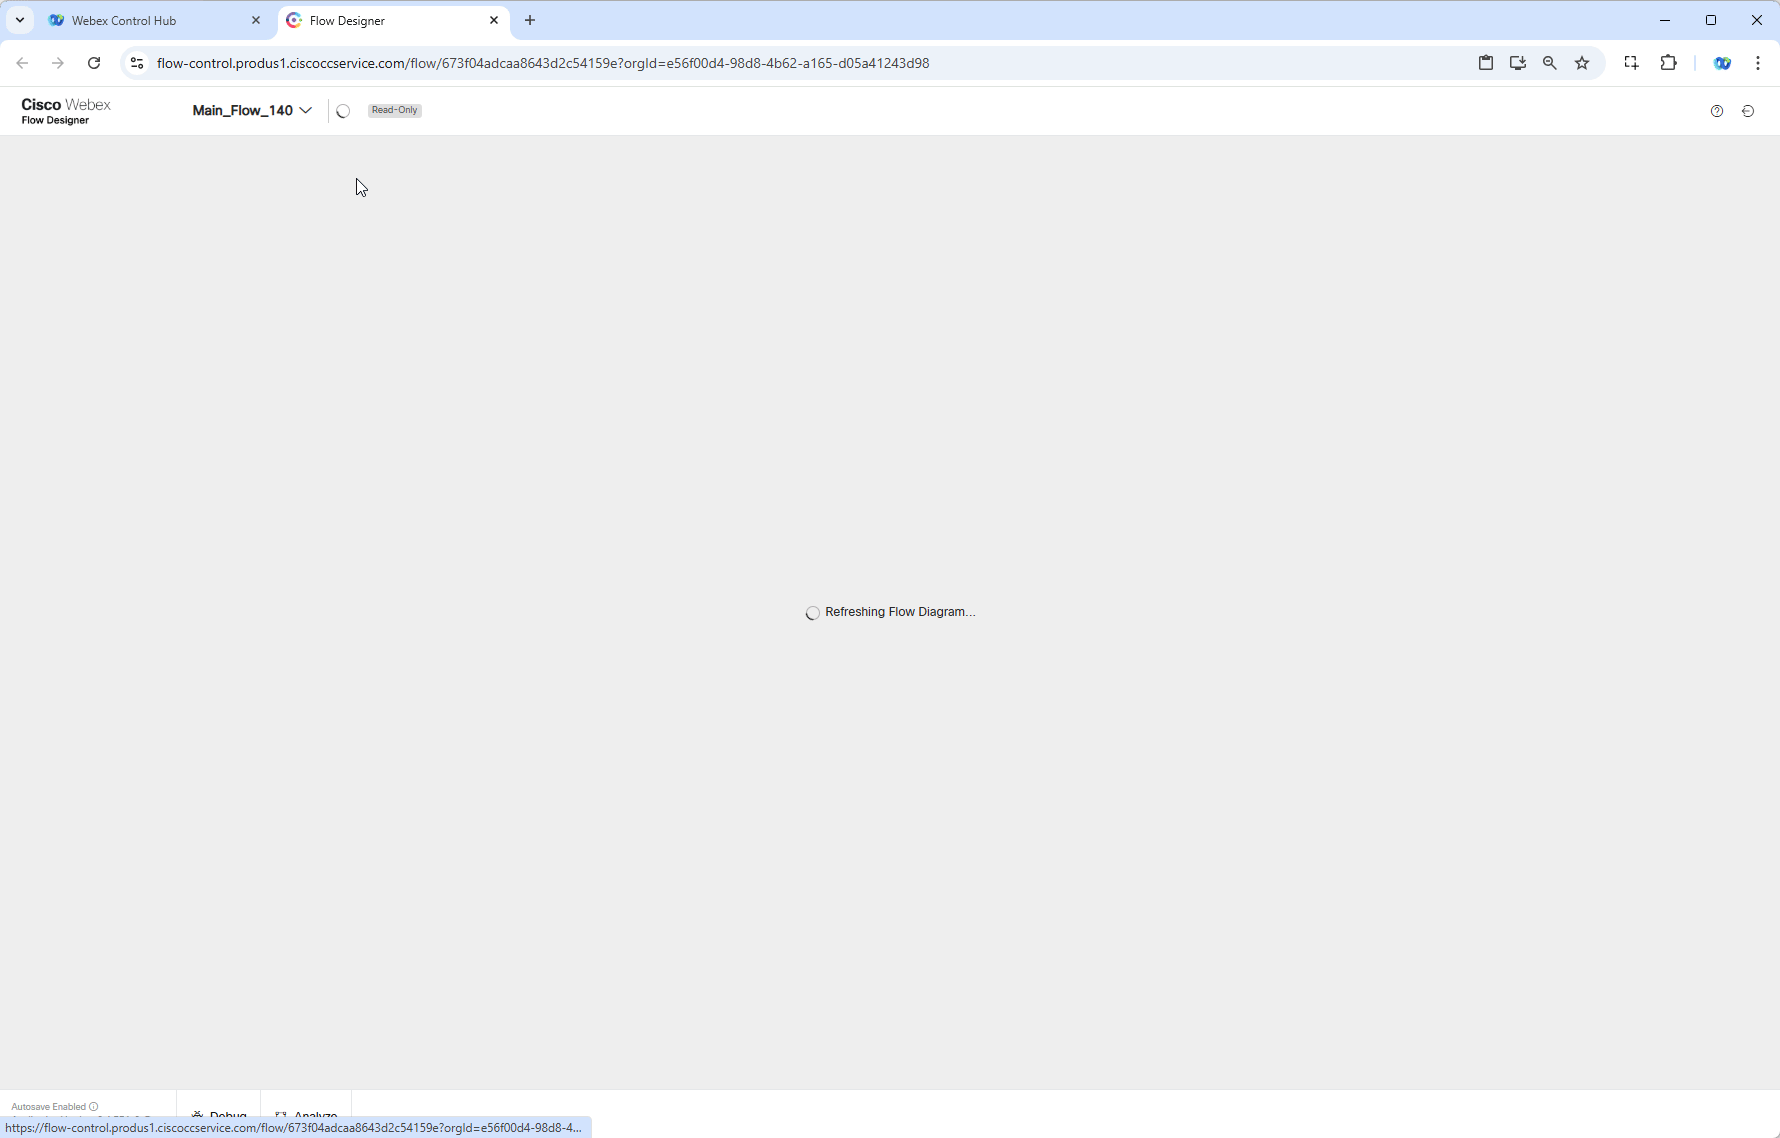 Webex Control Hub
Flow Designer
flow-control.produs1.ciscoccservice.com/flow/673f04adcaa8643d2c54159e?orgId=e56f00d4-98d8-4b62-a165-d05a41243d98
Cisco Webex
Flow Designer
Main_Flow_140
Read-Only
Refreshing Flow Diagram...
Autosave Enabled
Debug
Analyze
https://flow-control.produs1.ciscoccservice.com/flow/673f04adcaa8643d2c54159e?orgId=e56f00d4-98d8-4...